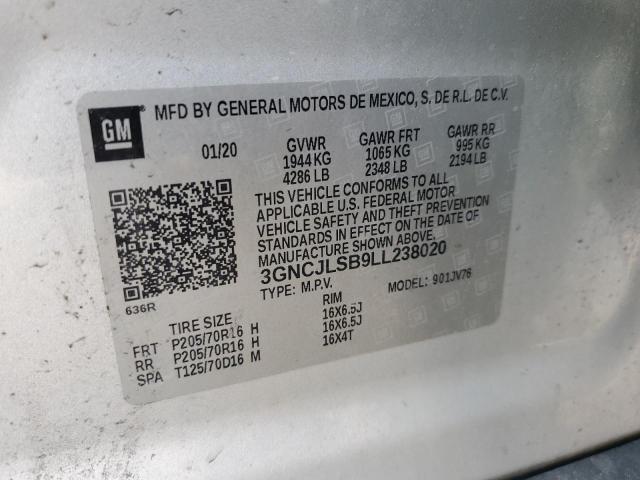 GM
MFD BY GENERAL MOTORS DE MEXICO, S. DE R.L. DE C.V.
01/20 GVWR GAWR FRT GAWR RR
1944 KG 1065 KG 995 KG
4286 LB 2348 LB 2194 LB
THIS VEHICLE CONFORMS TO ALL
APPLICABLE U.S. FEDERAL MOTOR
VEHICLE SAFETY AND THEFT PREVENTION
STANDARDS IN EFFECT ON THE DATE OF
MANUFACTURE SHOWN ABOVE.
3GNCJLSB9LL238020
TYPE: M.P.V. MODEL: 901JV76
636R
TIRE SIZE RIM
FRT P205/70R16 H 16X6.5J
RR P205/70R16 H 16X6.5J
SPA T125/70D16 M 16X4T